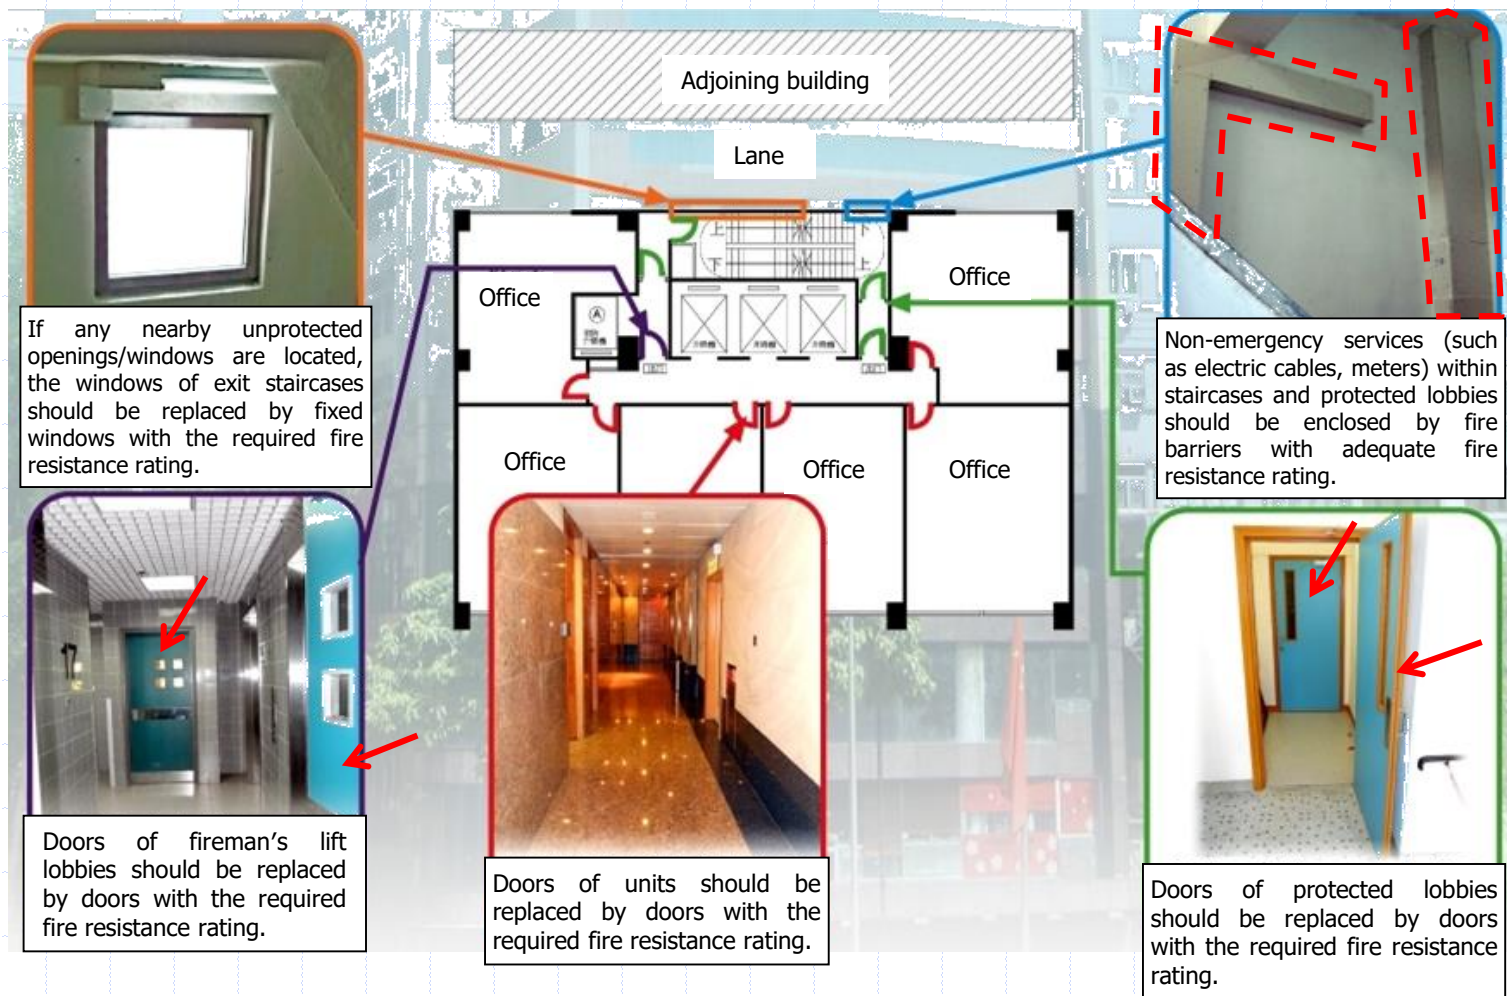 Adjoining building
Lane
上
下
下
上
Office
Office
Office
Office
Office
If any nearby unprotected
openings/windows are located,
the windows of exit staircases
should be replaced by fixed
windows with the required fire
resistance rating.
Non-emergency services (such
as electric cables, meters) within
staircases and protected lobbies
should be enclosed by fire
barriers with adequate fire
resistance rating.
Doors of fireman's lift
lobbies should be replaced
by doors with the required
fire resistance rating.
Doors of units should be
replaced by doors with the
required fire resistance rating.
Doors of protected lobbies
should be replaced by doors
with the required fire resistance
rating.